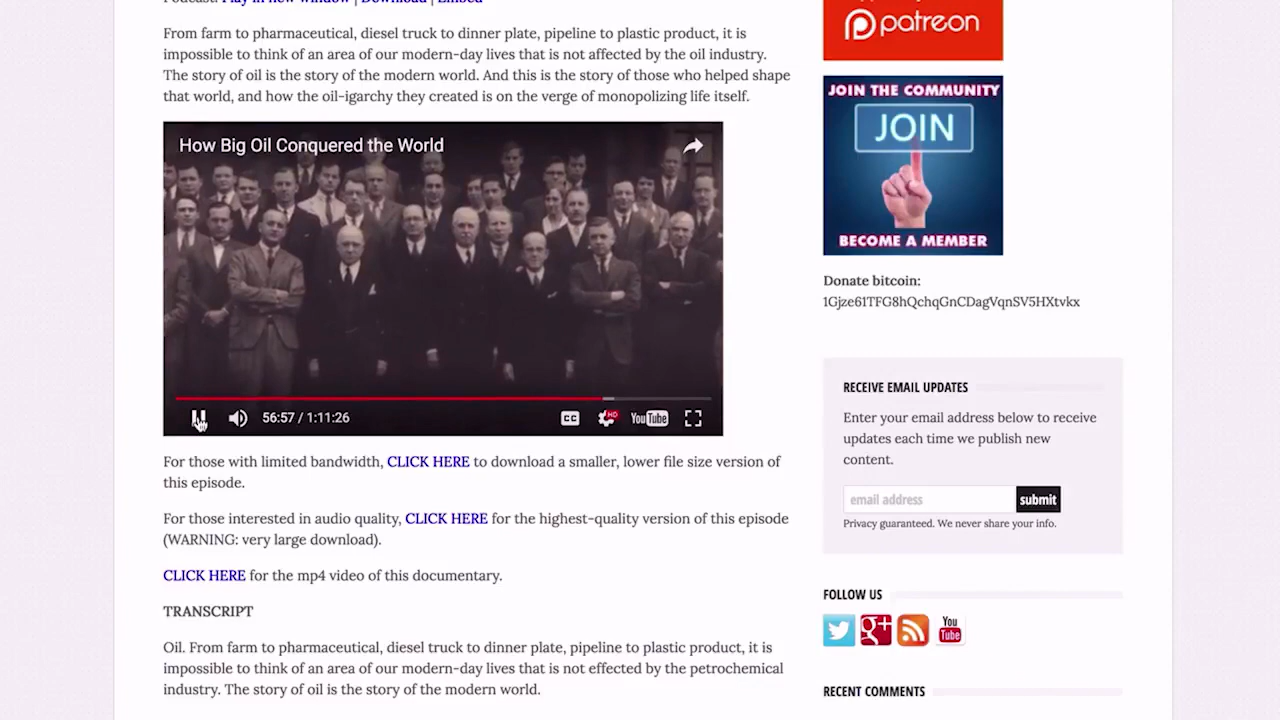 Podcast: Play in new window | Download | Embed
From farm to pharmaceutical, diesel truck to dinner plate, pipeline to plastic product, it is
impossible to think of an area of our modern-day lives that is not affected by the oil industry.
The story of oil is the story of the modern world. And this is the story of those who helped shape
that world, and how the oil-igarchy they created is on the verge of monopolizing life itself.
How Big Oil Conquered the World
56:57 / 1:11:26
CC
HD
YouTube
For those with limited bandwidth, CLICK HERE to download a smaller, lower file size version of
this episode.
For those interested in audio quality, CLICK HERE for the highest-quality version of this episode
(WARNING: very large download).
CLICK HERE for the mp4 video of this documentary.
TRANSCRIPT
Oil. From farm to pharmaceutical, diesel truck to dinner plate, pipeline to plastic product, it is
impossible to think of an area of our modern-day lives that is not effected by the petrochemical
industry. The story of oil is the story of the modern world.
patreon
JOIN THE COMMUNITY
JOIN
BECOME A MEMBER
Donate bitcoin:
1Gjze61TFG8hQchqGnCDagVqnSV5HXtvkx
RECEIVE EMAIL UPDATES
Enter your email address below to receive
updates each time we publish new
content.
email address
submit
Privacy guaranteed. We never share your info.
FOLLOW US
g+
You
Tube
RECENT COMMENTS